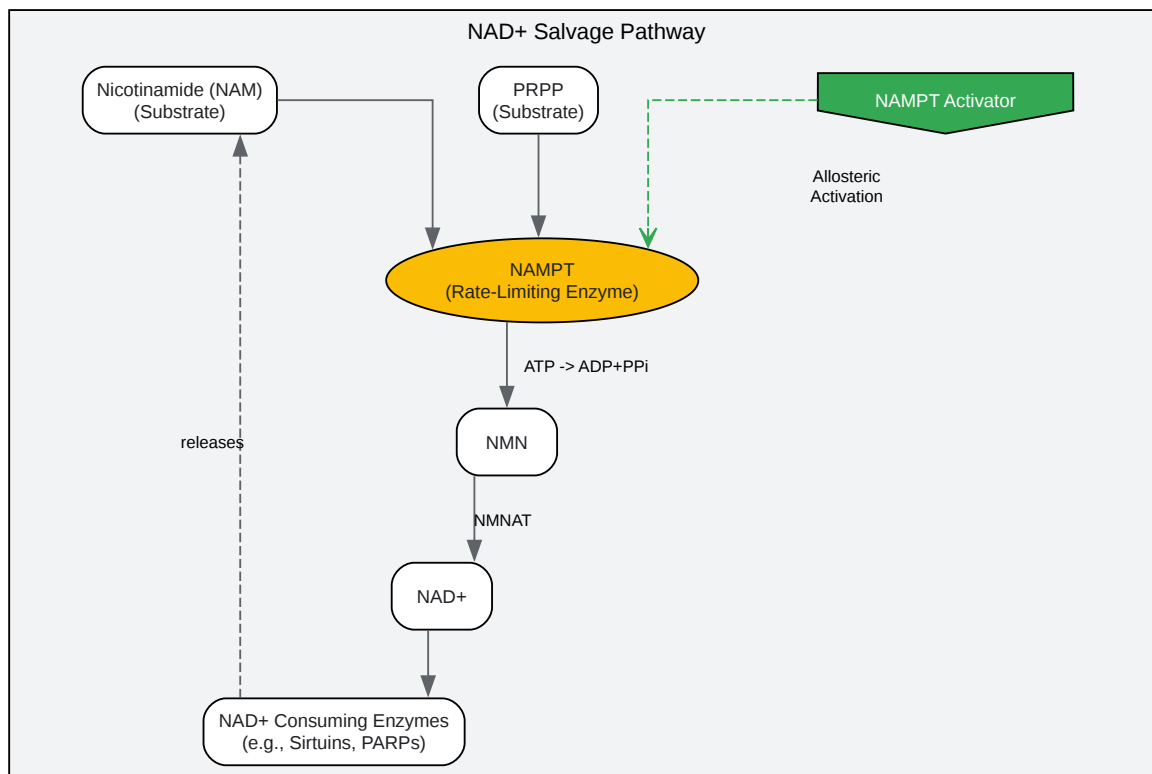 NAD+ Salvage Pathway
Nicotinamide (NAM)
(Substrate)
PRPP
(Substrate)
NAMPT Activator
Allosteric
Activation
NAMPT
(Rate-Limiting Enzyme)
ATP -> ADP+PPi
NMN
releases
NMNAT
NAD+
NAD+ Consuming Enzymes
(e.g., Sirtuins, PARPs)